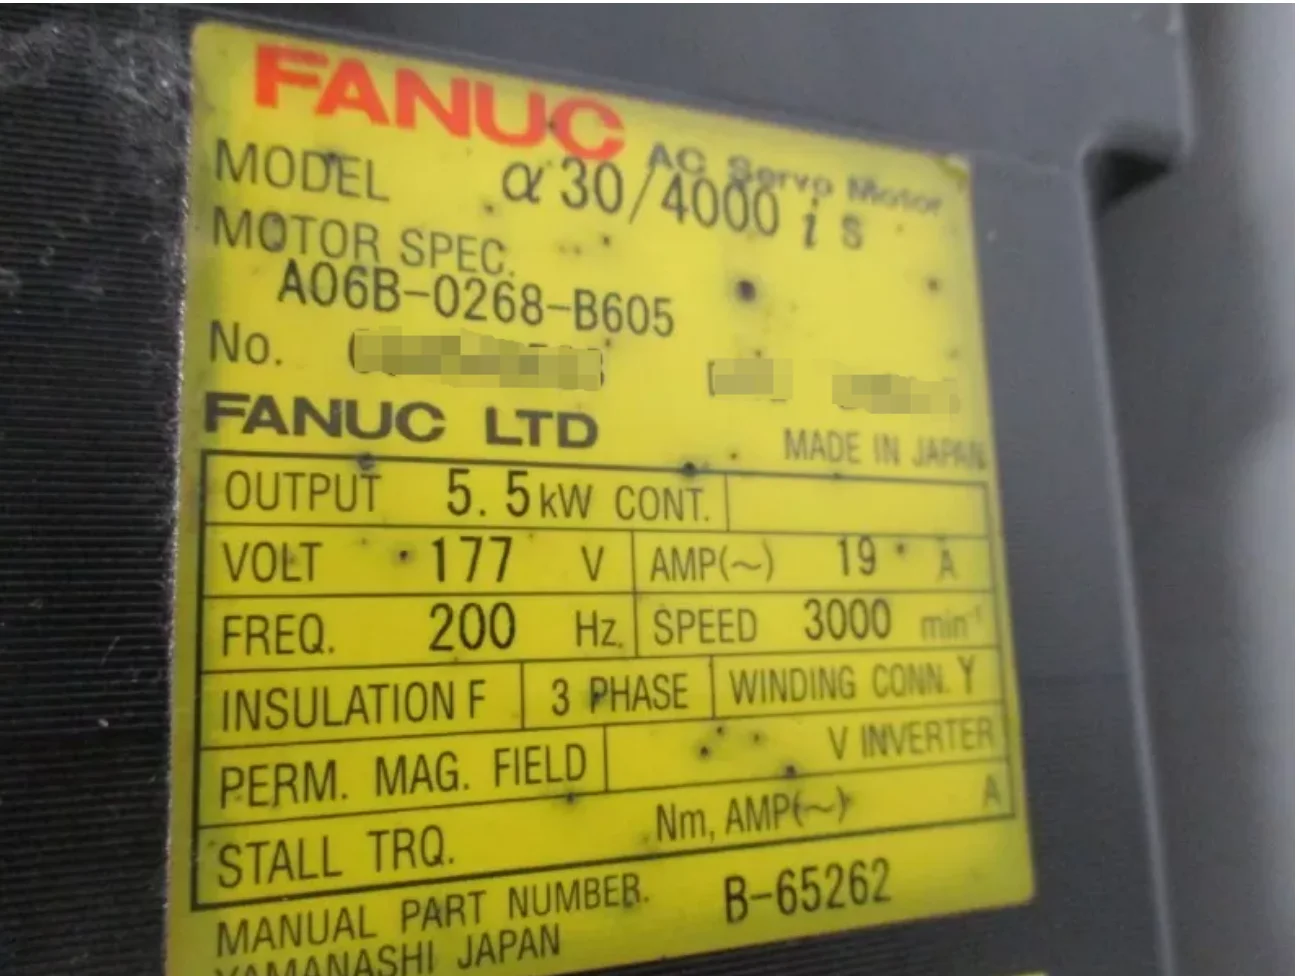 FANUC
AC Servo Motor
MODEL α30/4000 i s
MOTOR SPEC.
A06B-0268-B605
No.
FANUC LTD
MADE IN JAPAN
OUTPUT 5.5 kW CONT.
VOLT 177 V AMP(~) 19 A
FREQ. 200 Hz. SPEED 3000 min⁻¹
INSULATION F 3 PHASE WINDING CONN. Y
PERM. MAG. FIELD V INVERTER
STALL TRQ. Nm, AMP(~) A
MANUAL PART NUMBER. B-65262
YAMANASHI JAPAN